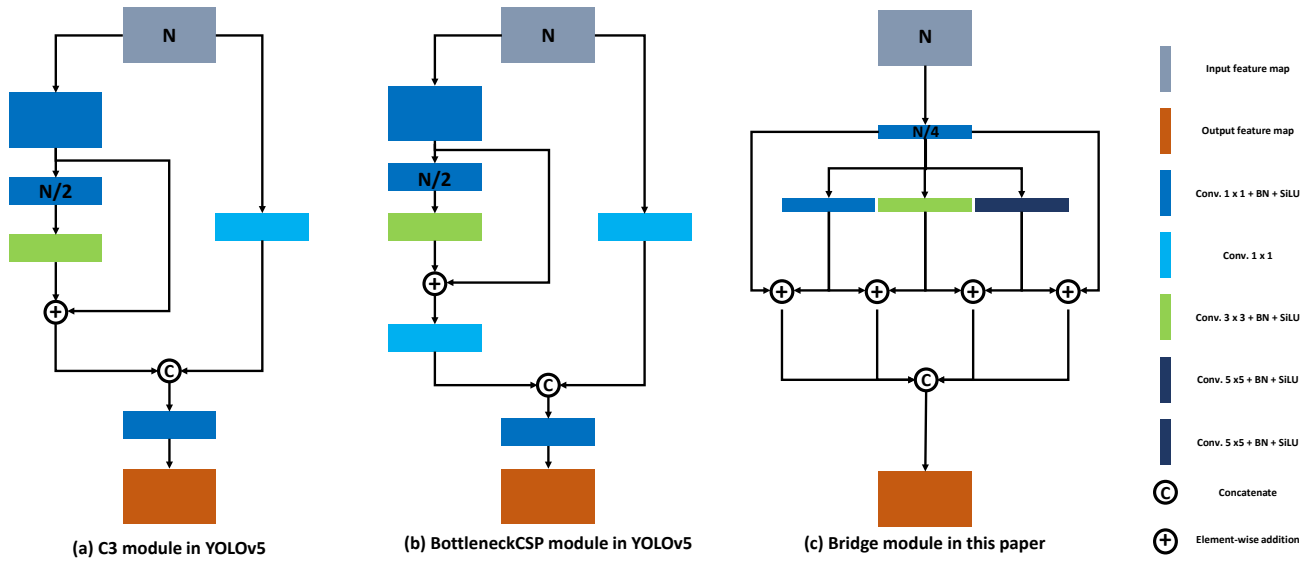 N
N/2
C
(a) C3 module in YOLOv5
N
N/2
C
(b) BottleneckCSP module in YOLOv5
N
N/4
C
(c) Bridge module in this paper
Input feature map
Output feature map
Conv. 1 x 1 + BN + SiLU
Conv. 1 x 1
Conv. 3 x 3 + BN + SiLU
Conv. 5 x5 + BN + SiLU
Conv. 5 x5 + BN + SiLU
C
Concatenate
Element-wise addition